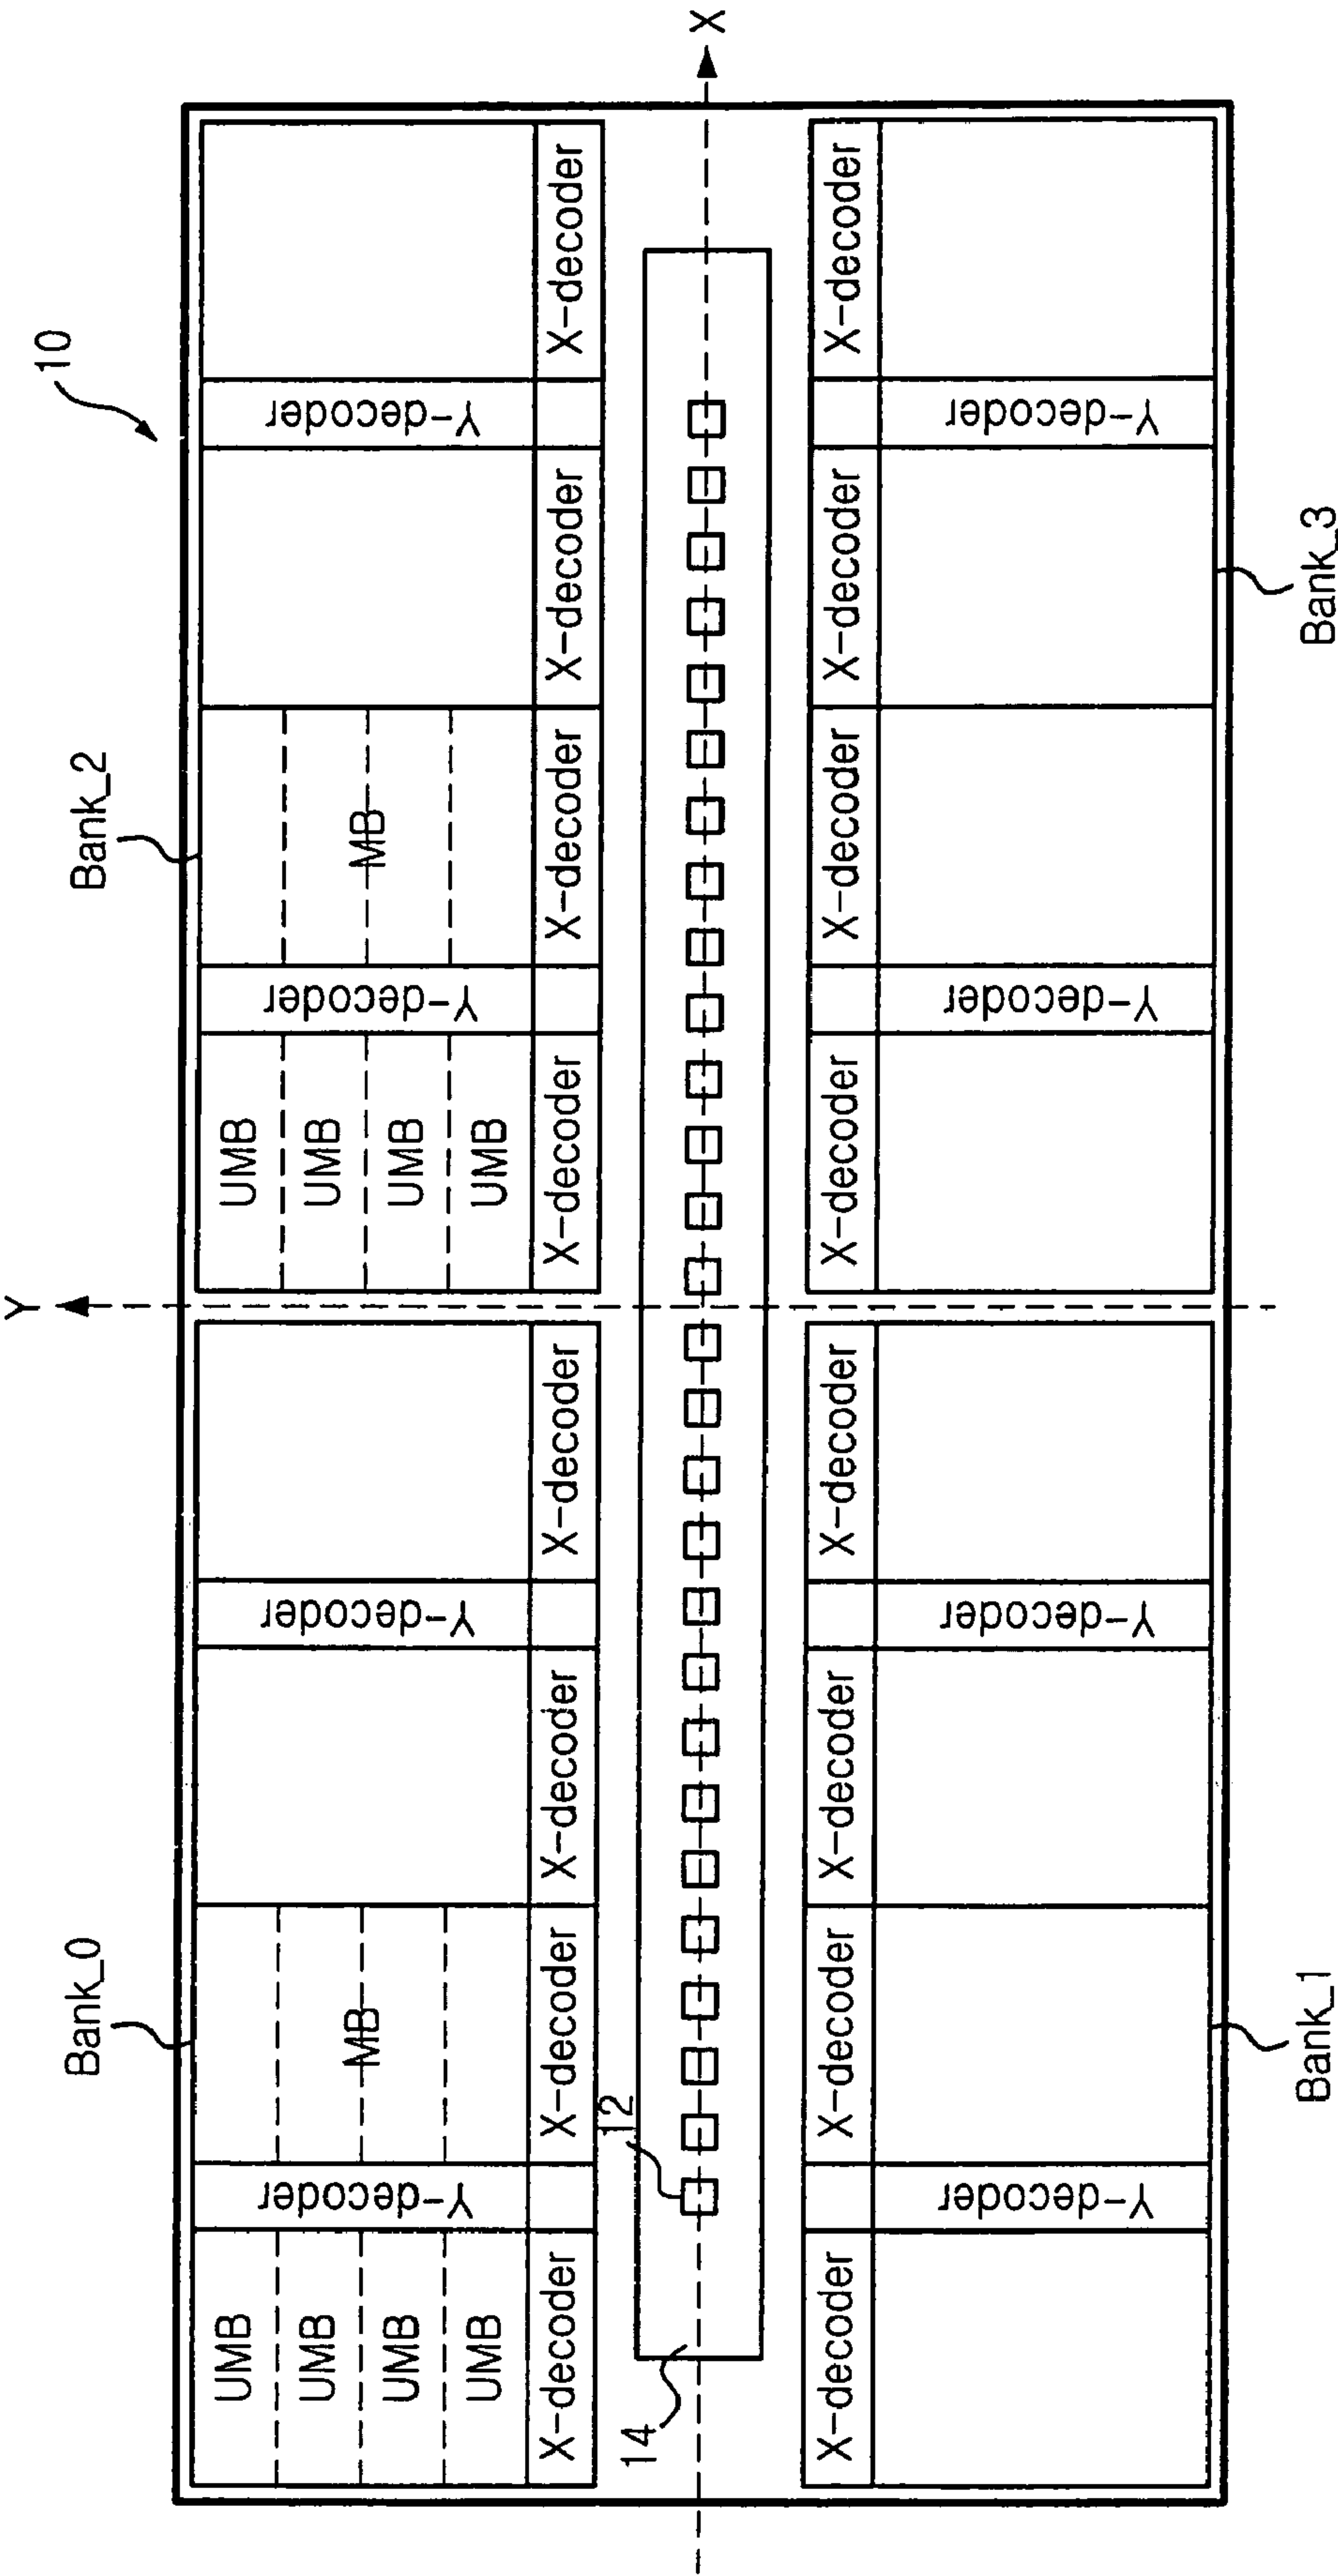 Y
10
Bank_0
Bank_2
UMB
UMB
UMB
UMB
Y-decoder
MB
Y-decoder
UMB
UMB
UMB
UMB
Y-decoder
MB
Y-decoder
X-decoder
X-decoder
X-decoder
X-decoder
X-decoder
X-decoder
X-decoder
X-decoder
14
12
X
X-decoder
X-decoder
X-decoder
X-decoder
X-decoder
X-decoder
X-decoder
X-decoder
Y-decoder
Y-decoder
Y-decoder
Y-decoder
Bank_1
Bank_3